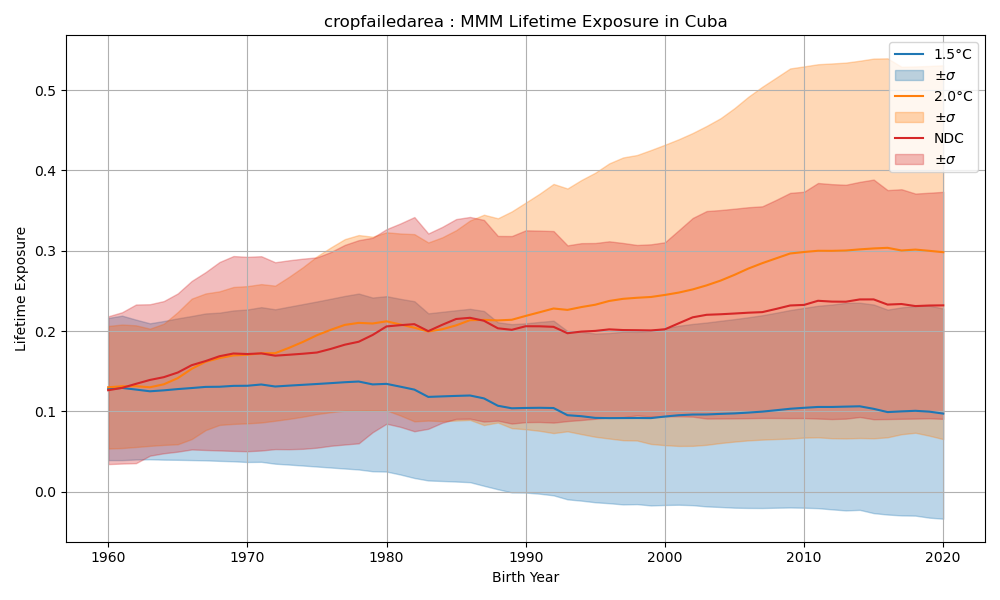 cropfailedarea : MMM Lifetime Exposure in Cuba
Lifetime Exposure
0.5
0.4
0.3
0.2
0.1
0.0
1960
1970
1980
1990
2000
2010
2020
Birth Year
1.5°C
±σ
2.0°C
±σ
NDC
±σ